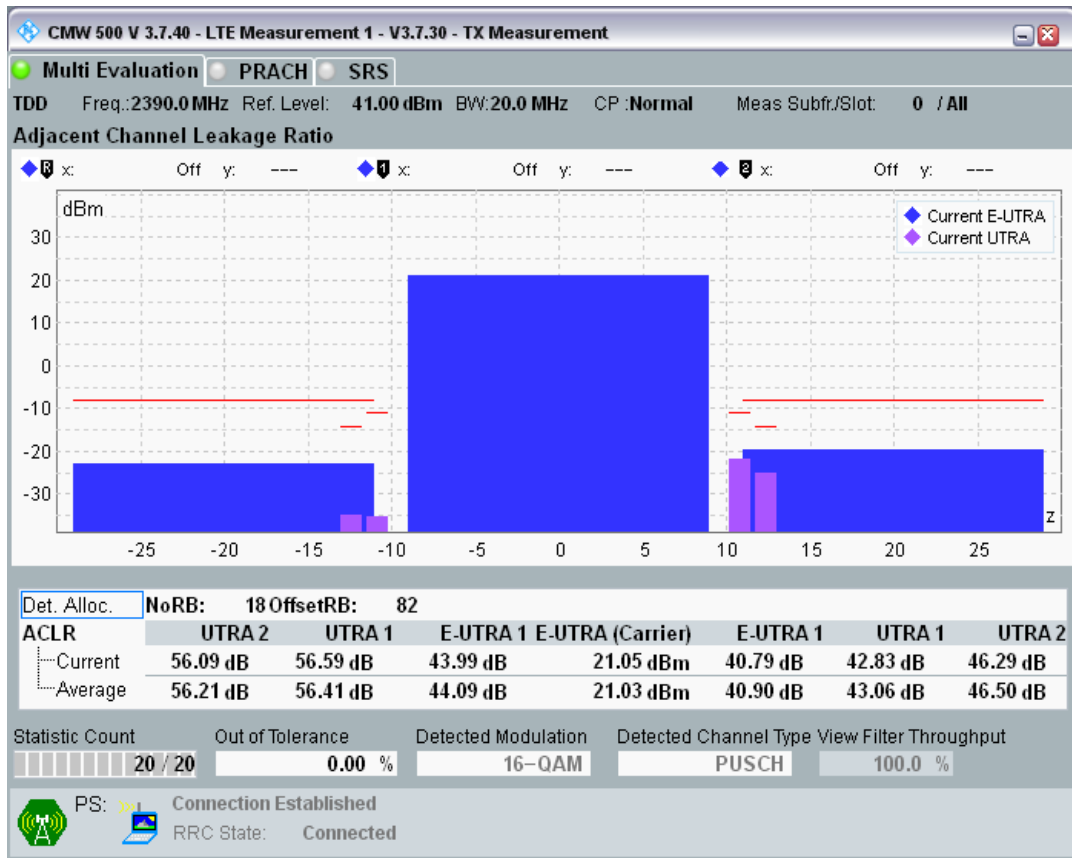 CMW 500 V 3.7.40 - LTE Measurement 1 - V3.7.30 - TX Measurement
Multi Evaluation PRACH SRS
TDD Freq.:2390.0 MHz Ref. Level: 41.00 dBm BW:20.0 MHz CP :Normal Meas Subfr./Slot: 0 / All
Adjacent Channel Leakage Ratio
R x: Off y: --- 1 x: Off y: --- 2 x: Off y: ---
dBm
Current E-UTRA
Current UTRA
30
20
10
0
-10
-20
-30
z
-25 -20 -15 -10 -5 0 5 10 15 20 25
Det. Alloc. NoRB: 18 OffsetRB: 82
ACLR UTRA 2 UTRA 1 E-UTRA 1 E-UTRA (Carrier) E-UTRA 1 UTRA 1 UTRA 2
Current 56.09 dB 56.59 dB 43.99 dB 21.05 dBm 40.79 dB 42.83 dB 46.29 dB
Average 56.21 dB 56.41 dB 44.09 dB 21.03 dBm 40.90 dB 43.06 dB 46.50 dB
Statistic Count Out of Tolerance Detected Modulation Detected Channel Type View Filter Throughput
20 / 20 0.00 % 16-QAM PUSCH 100.0 %
PS: Connection Established
RRC State: Connected